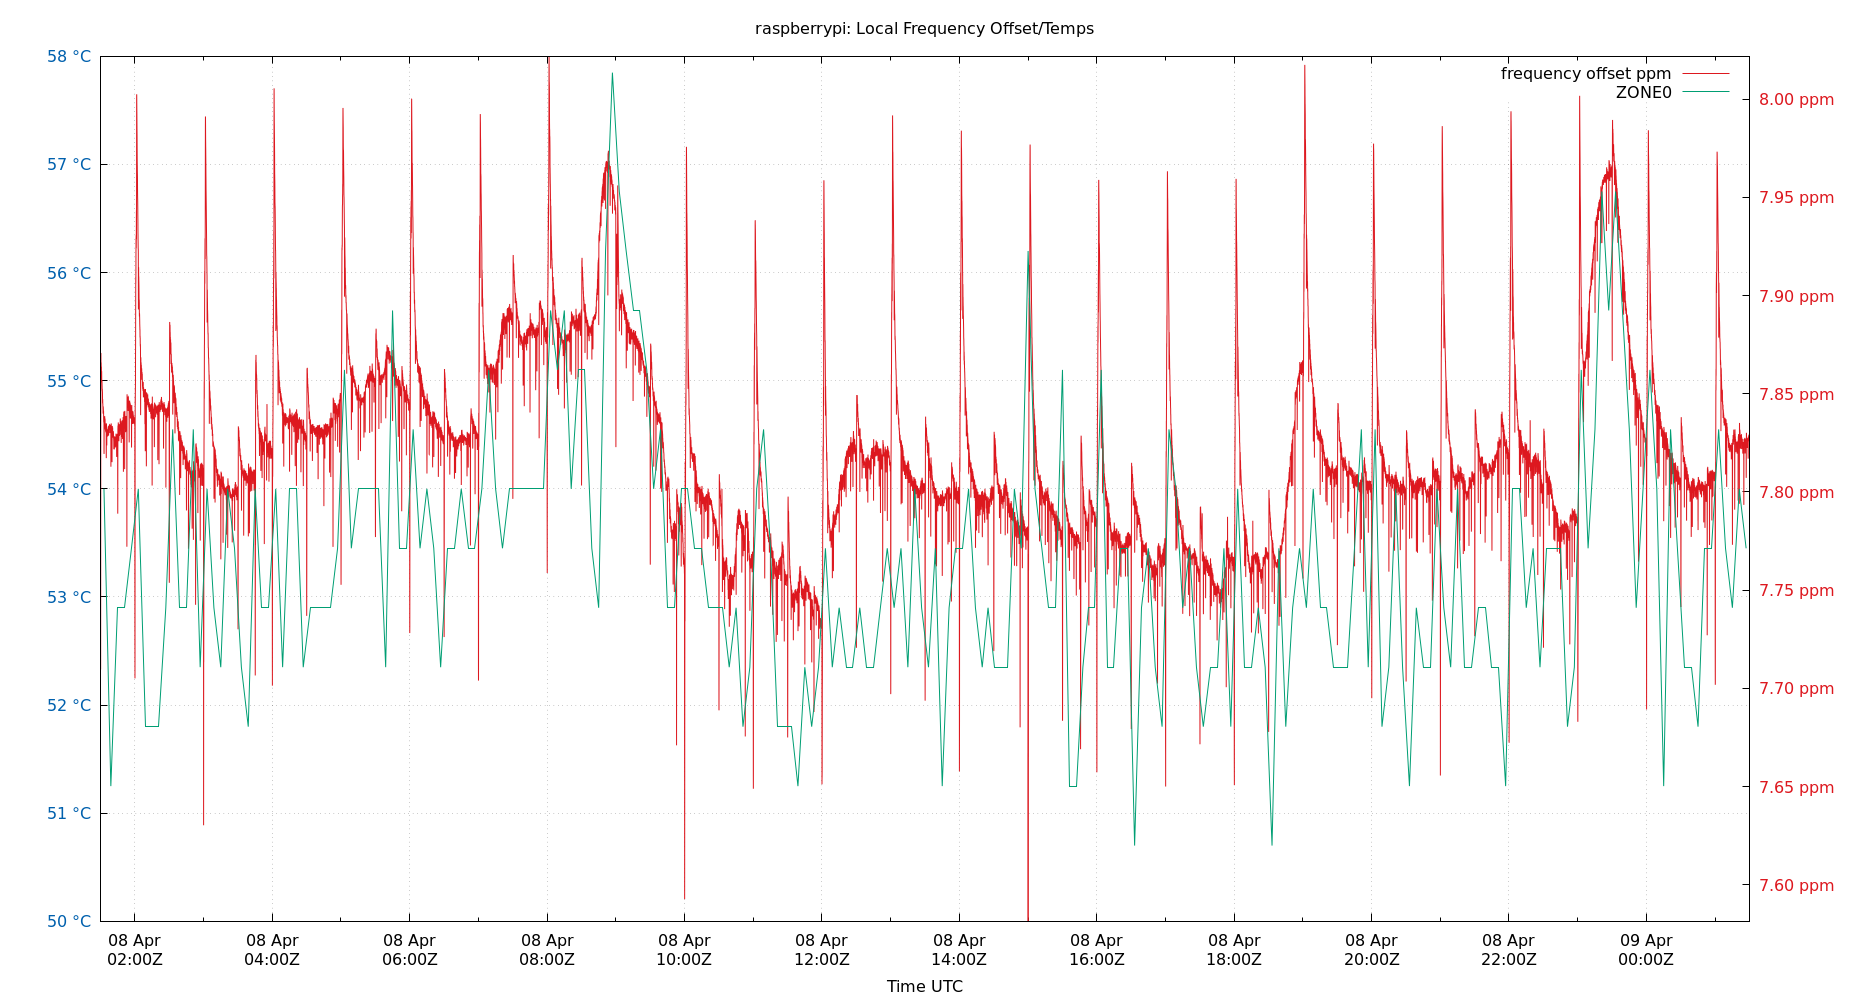 raspberrypi: Local Frequency Offset/Temps
58 °C
57 °C
56 °C
55 °C
54 °C
53 °C
52 °C
51 °C
50 °C
frequency offset ppm
ZONE0
8.00 ppm
7.95 ppm
7.90 ppm
7.85 ppm
7.80 ppm
7.75 ppm
7.70 ppm
7.65 ppm
7.60 ppm
08 Apr 08 Apr 08 Apr 08 Apr 08 Apr 08 Apr 08 Apr 08 Apr 08 Apr 08 Apr 08 Apr 09 Apr
02:00Z 04:00Z 06:00Z 08:00Z 10:00Z 12:00Z 14:00Z 16:00Z 18:00Z 20:00Z 22:00Z 00:00Z
Time UTC